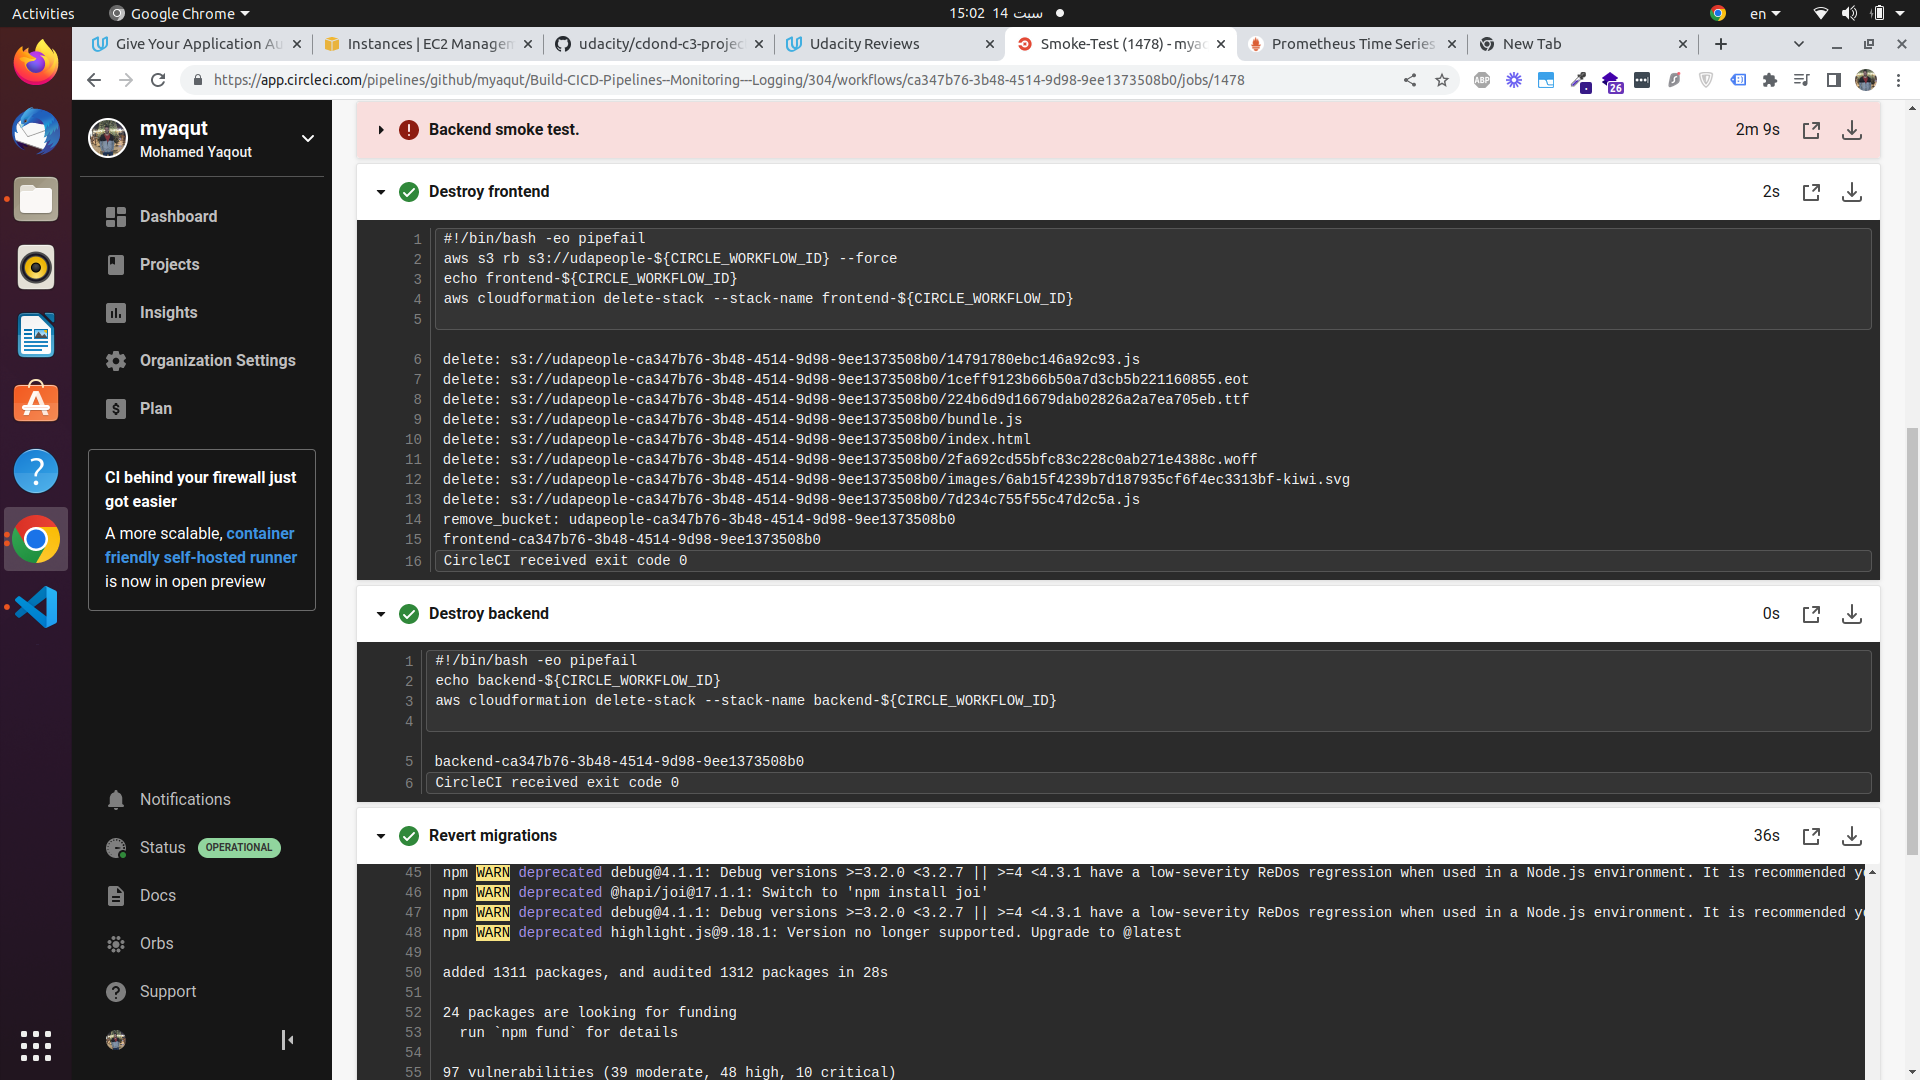 Activities
Google Chrome
15:02 14 سبت
en
Give Your Application Au
Instances | EC2 Managem
udacity/cdond-c3-projec
Udacity Reviews
Smoke-Test (1478) - myaq
Prometheus Time Series
New Tab
https://app.circleci.com/pipelines/github/myaqut/Build-CICD-Pipelines--Monitoring---Logging/304/workflows/ca347b76-3b48-4514-9d98-9ee1373508b0/jobs/1478
ABP
26
myaqut
Mohamed Yaqout
Dashboard
Projects
Insights
Organization Settings
Plan
CI behind your firewall just
got easier
A more scalable, container
friendly self-hosted runner
is now in open preview
Notifications
Status OPERATIONAL
Docs
Orbs
Support
Backend smoke test.
2m 9s
Destroy frontend
2s
1 #!/bin/bash -eo pipefail
2 aws s3 rb s3://udapeople-${CIRCLE_WORKFLOW_ID} --force
3 echo frontend-${CIRCLE_WORKFLOW_ID}
4 aws cloudformation delete-stack --stack-name frontend-${CIRCLE_WORKFLOW_ID}
5
6 delete: s3://udapeople-ca347b76-3b48-4514-9d98-9ee1373508b0/14791780ebc146a92c93.js
7 delete: s3://udapeople-ca347b76-3b48-4514-9d98-9ee1373508b0/1ceff9123b66b50a7d3cb5b221160855.eot
8 delete: s3://udapeople-ca347b76-3b48-4514-9d98-9ee1373508b0/224b6d9d16679dab02826a2a7ea705eb.ttf
9 delete: s3://udapeople-ca347b76-3b48-4514-9d98-9ee1373508b0/bundle.js
10 delete: s3://udapeople-ca347b76-3b48-4514-9d98-9ee1373508b0/index.html
11 delete: s3://udapeople-ca347b76-3b48-4514-9d98-9ee1373508b0/2fa692cd55bfc83c228c0ab271e4388c.woff
12 delete: s3://udapeople-ca347b76-3b48-4514-9d98-9ee1373508b0/images/6ab15f4239b7d187935cf6f4ec3313bf-kiwi.svg
13 delete: s3://udapeople-ca347b76-3b48-4514-9d98-9ee1373508b0/7d234c755f55c47d2c5a.js
14 remove_bucket: udapeople-ca347b76-3b48-4514-9d98-9ee1373508b0
15 frontend-ca347b76-3b48-4514-9d98-9ee1373508b0
16 CircleCI received exit code 0
Destroy backend
0s
1 #!/bin/bash -eo pipefail
2 echo backend-${CIRCLE_WORKFLOW_ID}
3 aws cloudformation delete-stack --stack-name backend-${CIRCLE_WORKFLOW_ID}
4
5 backend-ca347b76-3b48-4514-9d98-9ee1373508b0
6 CircleCI received exit code 0
Revert migrations
36s
45 npm WARN deprecated debug@4.1.1: Debug versions >=3.2.0 <3.2.7 || >=4 <4.3.1 have a low-severity ReDos regression when used in a Node.js environment. It is recommended yo
46 npm WARN deprecated @hapi/joi@17.1.1: Switch to 'npm install joi'
47 npm WARN deprecated debug@4.1.1: Debug versions >=3.2.0 <3.2.7 || >=4 <4.3.1 have a low-severity ReDos regression when used in a Node.js environment. It is recommended yo
48 npm WARN deprecated highlight.js@9.18.1: Version no longer supported. Upgrade to @latest
49
50 added 1311 packages, and audited 1312 packages in 28s
51
52 24 packages are looking for funding
53 run `npm fund` for details
54
55 97 vulnerabilities (39 moderate, 48 high, 10 critical)